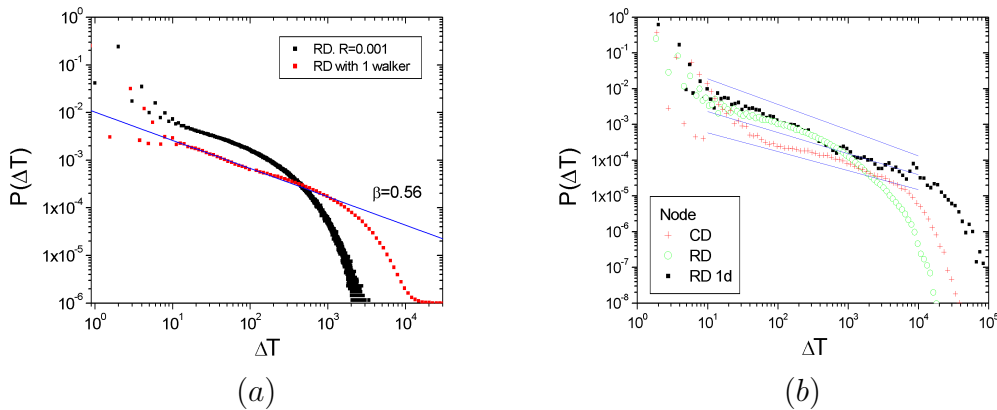 10^0
10^-1
10^-2
10^-3
1x10^-4
1x10^-5
10^-6
P(ΔT)
RD. R=0.001
RD with 1 walker
β=0.56
10^0 10^1 10^2 10^3 10^4
ΔT
(a)
10^0
10^-1
10^-2
10^-3
1x10^-4
1x10^-5
10^-6
10^-7
10^-8
P(ΔT)
Node
CD
RD
RD 1d
10^0 10^1 10^2 10^3 10^4 10^5
ΔT
(b)